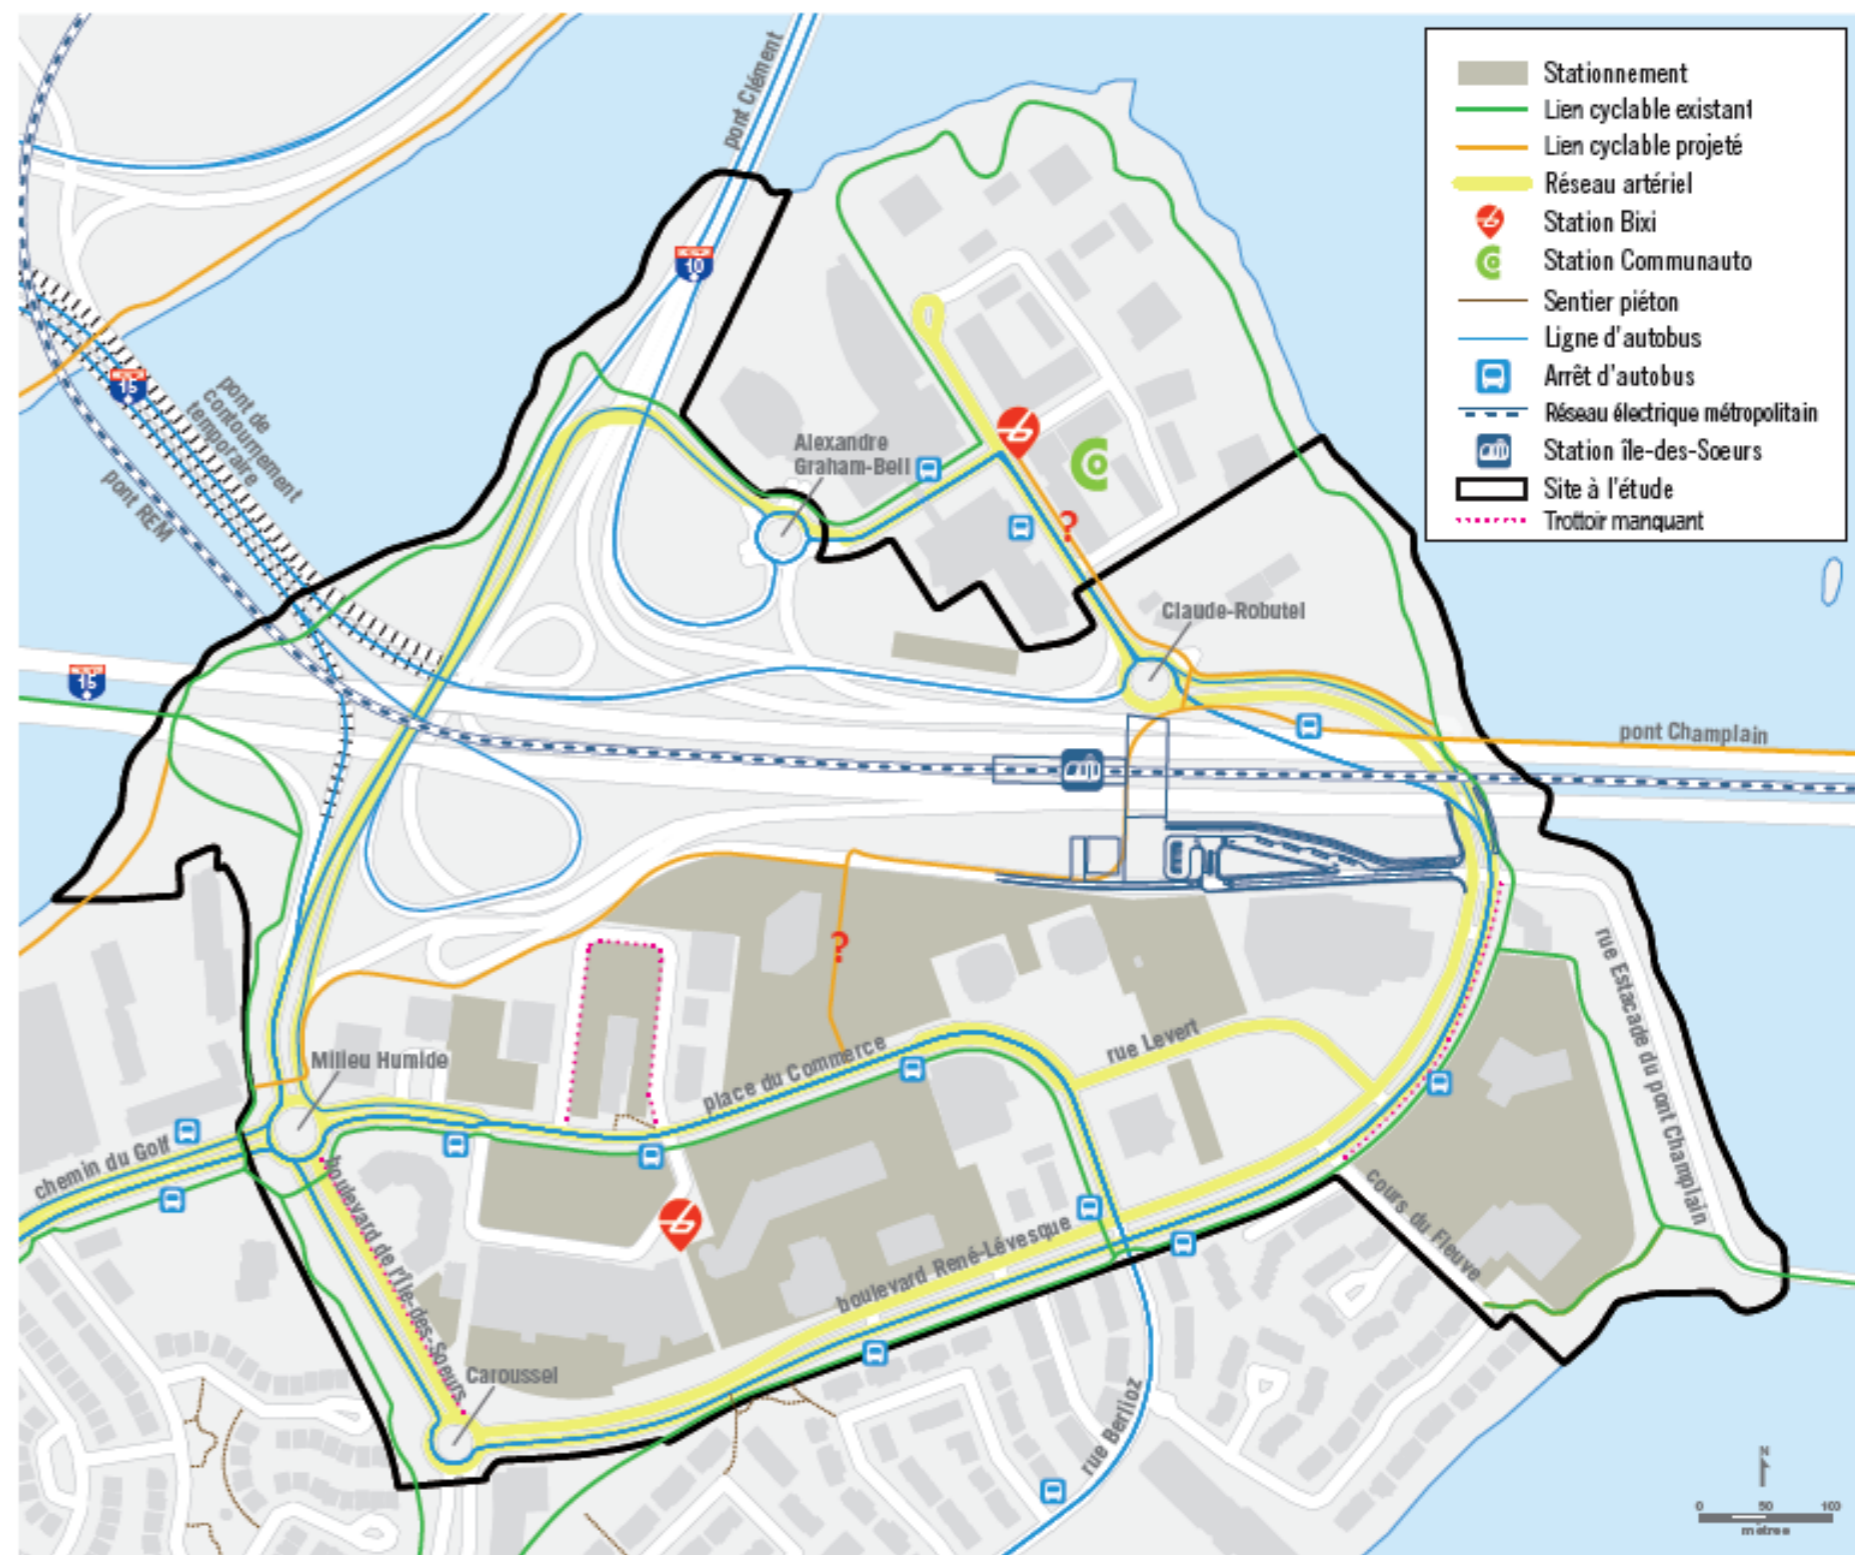 Stationnement
Lien cyclable existant
Lien cyclable projeté
Réseau artériel
Station Bixi
Station Communauto
Sentier piéton
Ligne d'autobus
Arrêt d'autobus
Réseau électrique métropolitain
Station île-des-Soeurs
Site à l'étude
Trottoir manquant
pont Clément
10
15
pont de
contournement
temporaire
pont REM
Alexandre
Graham-Bell
?
Claude-Robutel
15
pont Champlain
?
rue Estacade du pont Champlain
Milieu Humide
place du Commerce
rue Levert
chemin du Golf
boulevard de l'Île-des-Soeurs
boulevard René-Lévesque
cours du Fleuve
Caroussel
rue Berlioz
N
0 50 100
mètres